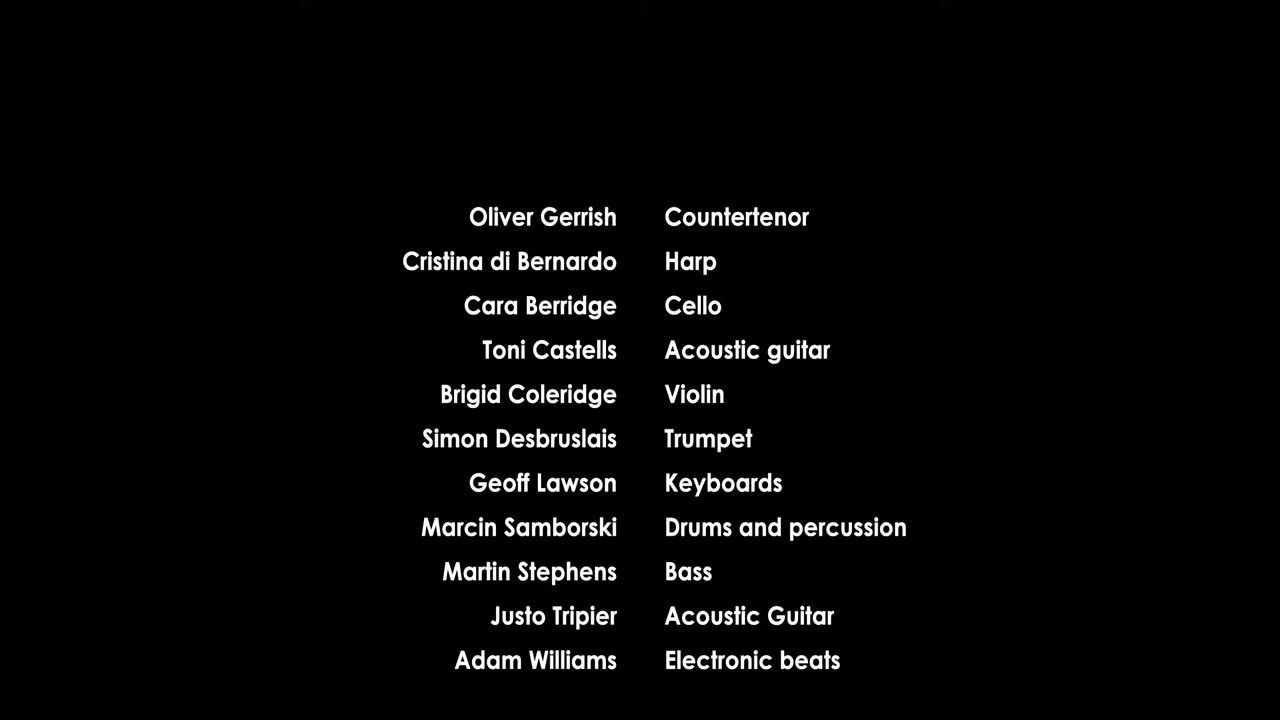 Oliver Gerrish Countertenor
Cristina di Bernardo Harp
Cara Berridge Cello
Toni Castells Acoustic guitar
Brigid Coleridge Violin
Simon Desbruslais Trumpet
Geoff Lawson Keyboards
Marcin Samborski Drums and percussion
Martin Stephens Bass
Justo Tripier Acoustic Guitar
Adam Williams Electronic beats